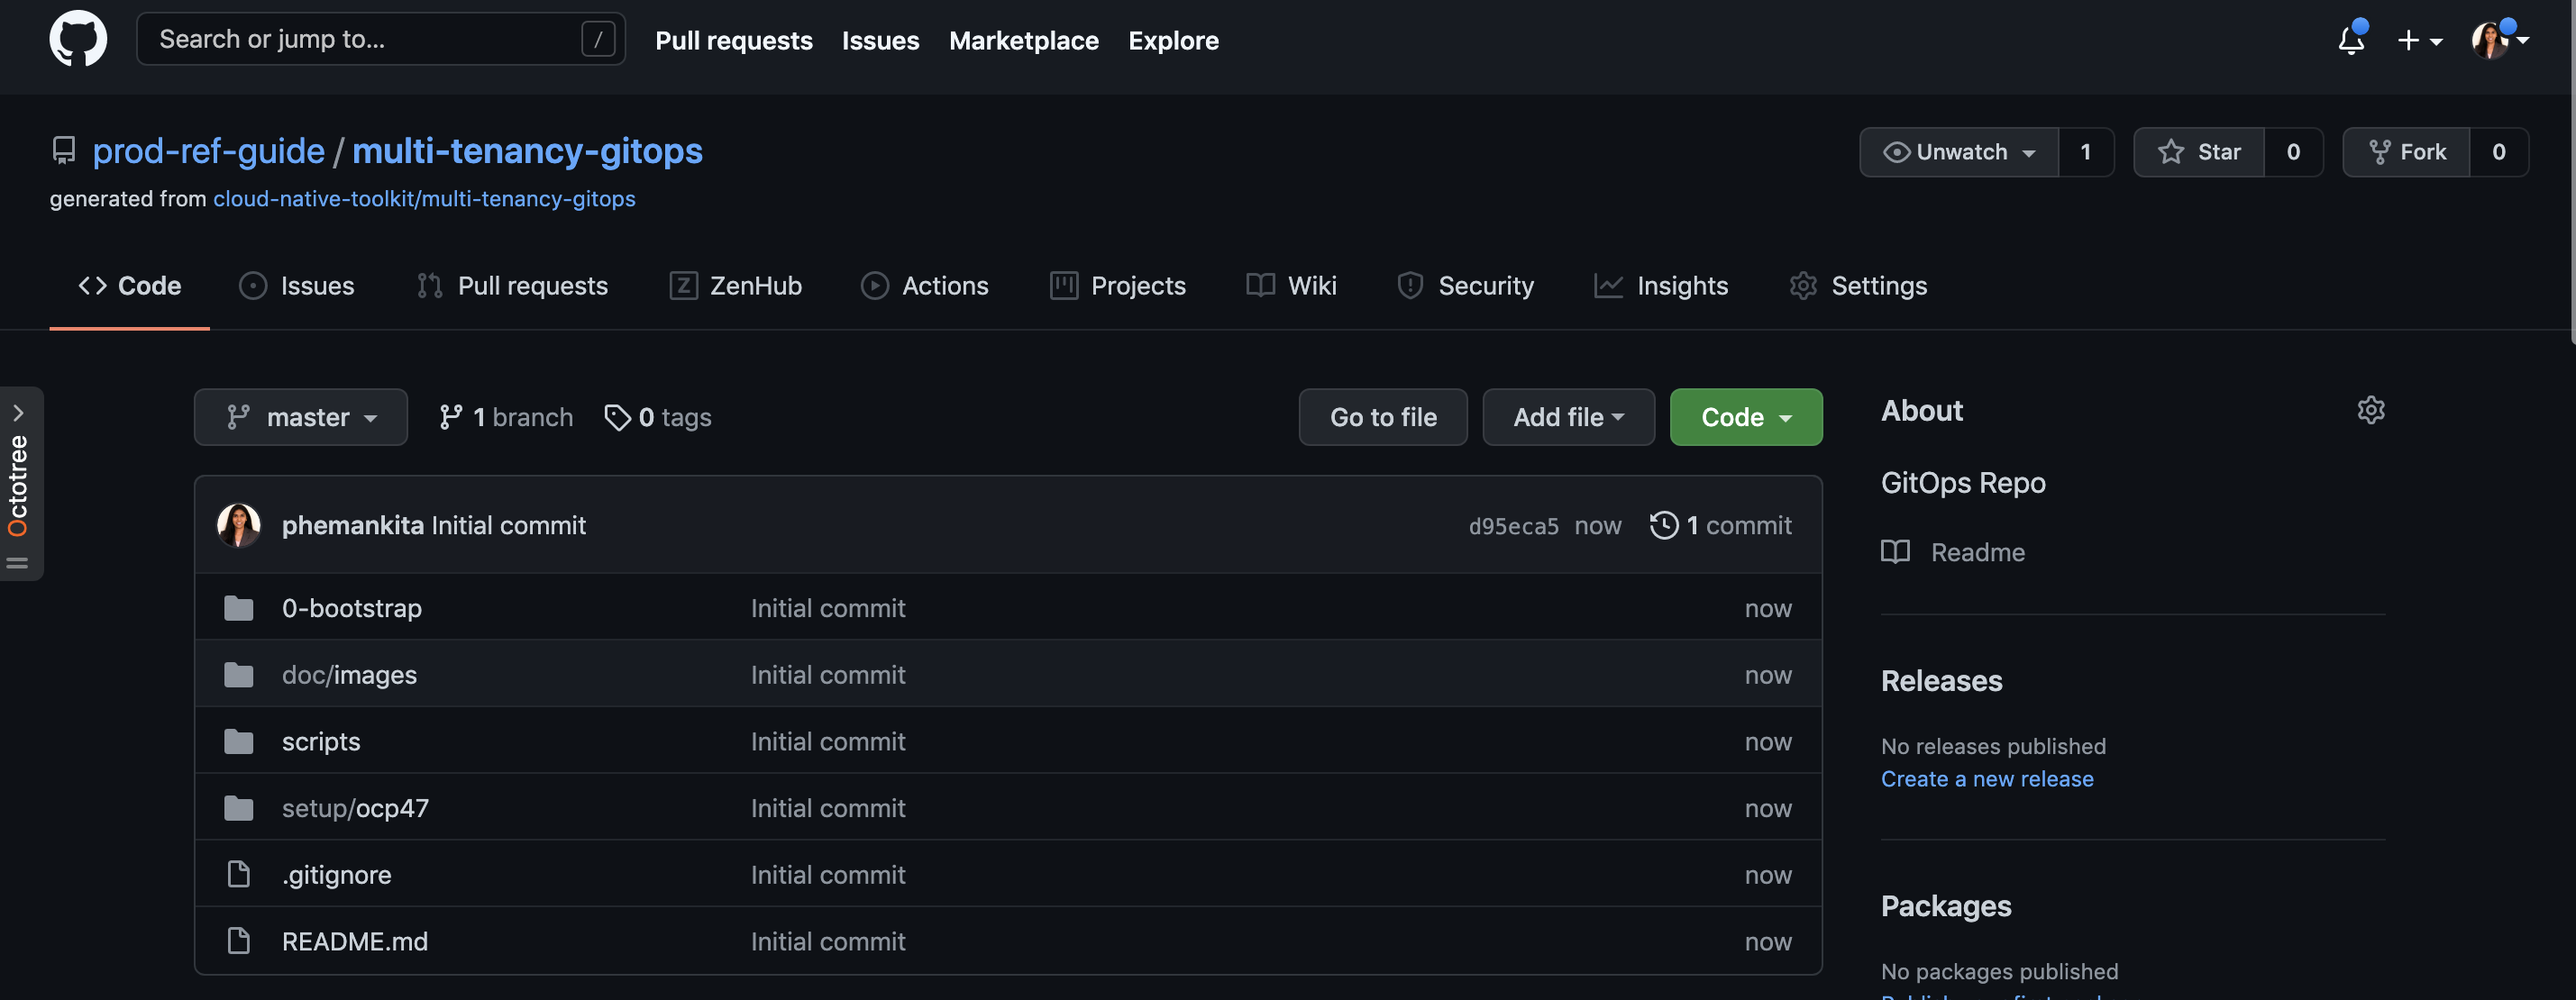 Search or jump to... / Pull requests Issues Marketplace Explore
prod-ref-guide / multi-tenancy-gitops
Unwatch 1 Star 0 Fork 0
generated from cloud-native-toolkit/multi-tenancy-gitops
Code Issues Pull requests ZenHub Actions Projects Wiki Security Insights Settings
Octotree
master 1 branch 0 tags Go to file Add file Code
phemankita Initial commit d95eca5 now 1 commit
0-bootstrap Initial commit now
doc/images Initial commit now
scripts Initial commit now
setup/ocp47 Initial commit now
.gitignore Initial commit now
README.md Initial commit now
About
GitOps Repo
Readme
Releases
No releases published
Create a new release
Packages
No packages published